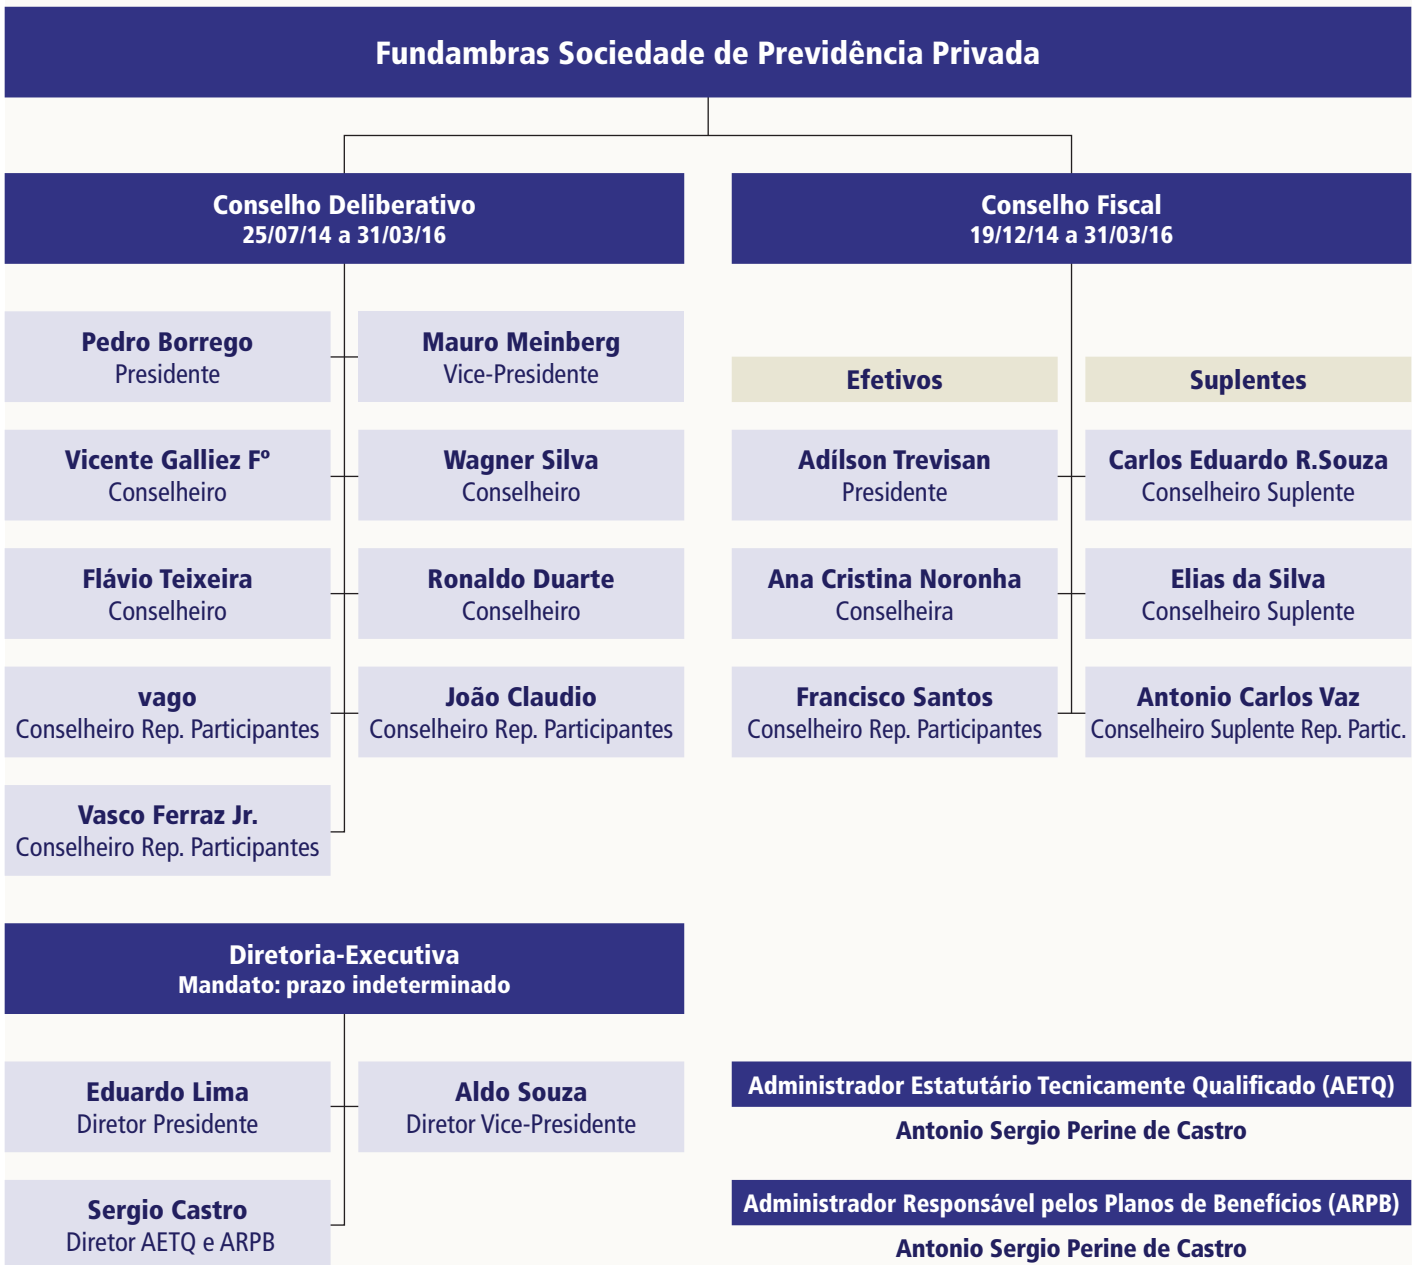 Fundambras Sociedade de Previdência Privada
Conselho Deliberativo
25/07/14 a 31/03/16
Pedro Borrego
Presidente
Mauro Meinberg
Vice-Presidente
Vicente Galliez Fº
Conselheiro
Wagner Silva
Conselheiro
Flávio Teixeira
Conselheiro
Ronaldo Duarte
Conselheiro
vago
Conselheiro Rep. Participantes
João Claudio
Conselheiro Rep. Participantes
Vasco Ferraz Jr.
Conselheiro Rep. Participantes
Conselho Fiscal
19/12/14 a 31/03/16
Efetivos
Suplentes
Adílson Trevisan
Presidente
Carlos Eduardo R.Souza
Conselheiro Suplente
Ana Cristina Noronha
Conselheira
Elias da Silva
Conselheiro Suplente
Francisco Santos
Conselheiro Rep. Participantes
Antonio Carlos Vaz
Conselheiro Suplente Rep. Partic.
Diretoria-Executiva
Mandato: prazo indeterminado
Eduardo Lima
Diretor Presidente
Aldo Souza
Diretor Vice-Presidente
Sergio Castro
Diretor AETQ e ARPB
Administrador Estatutário Tecnicamente Qualificado (AETQ)
Antonio Sergio Perine de Castro
Administrador Responsável pelos Planos de Benefícios (ARPB)
Antonio Sergio Perine de Castro